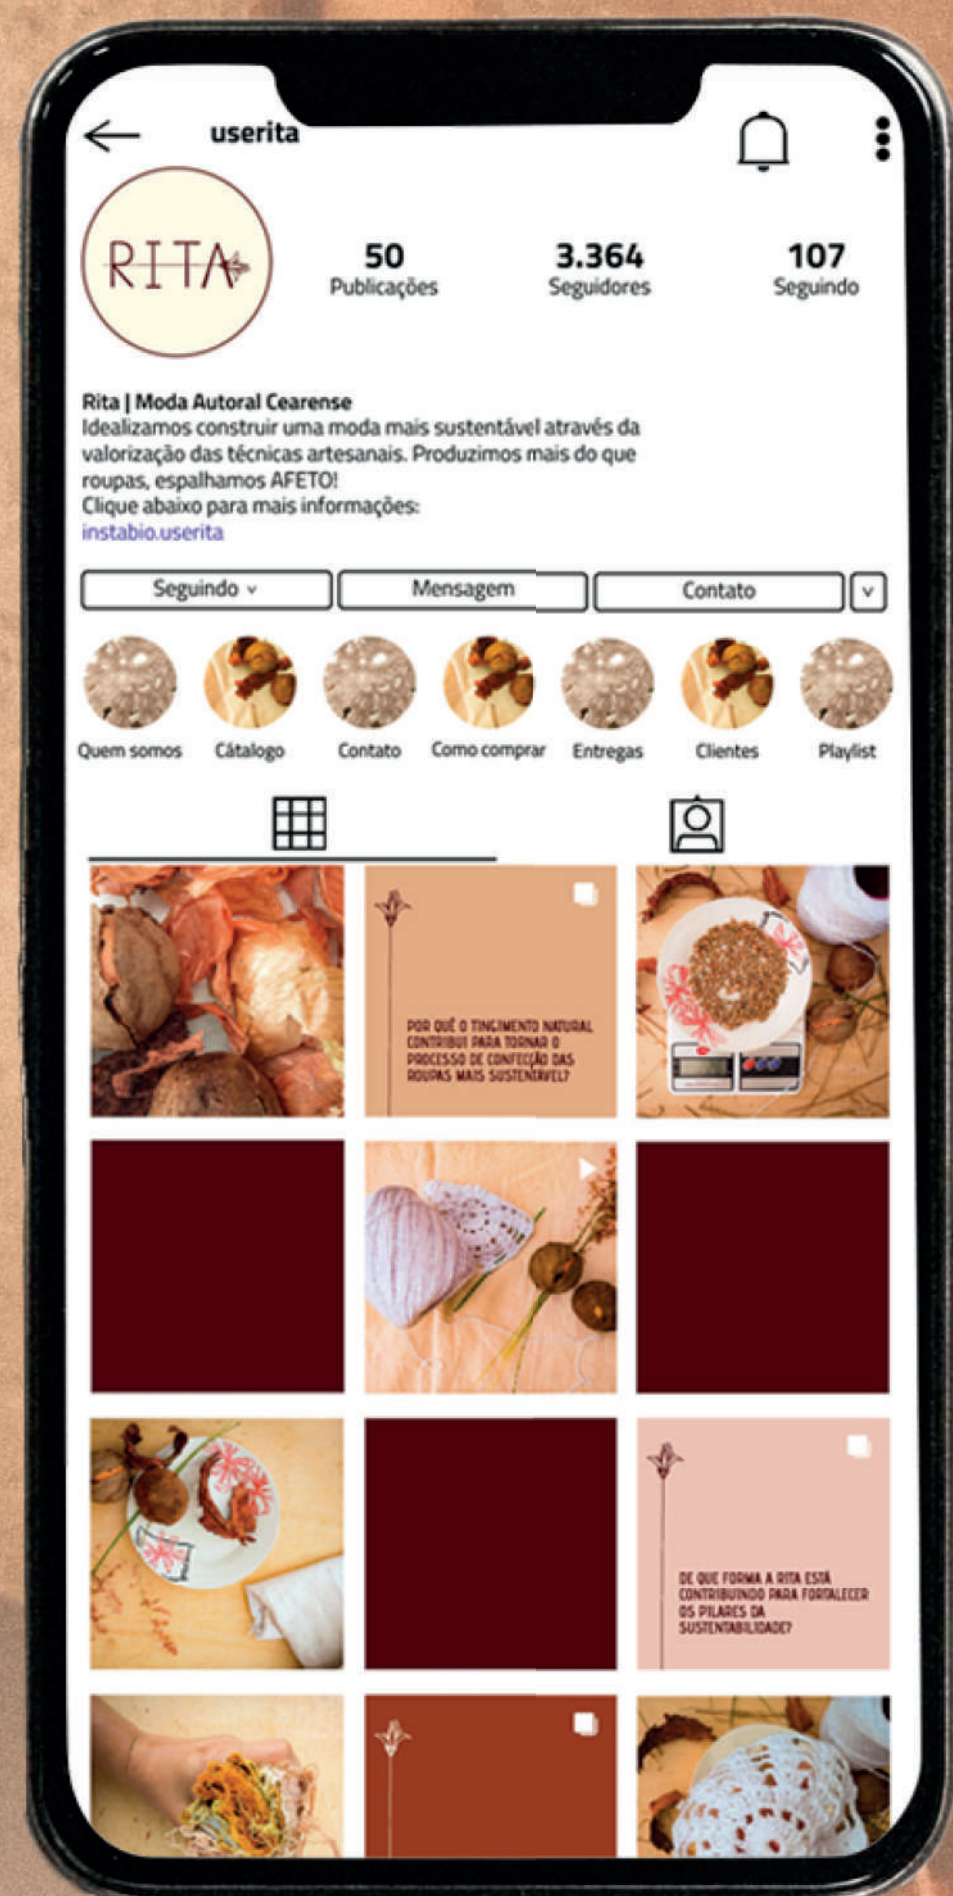 userita
RITA
50
Publicações
3.364
Seguidores
107
Seguindo
Rita | Moda Autoral Cearense
Idealizamos construir uma moda mais sustentável através da
valorização das técnicas artesanais. Produzimos mais do que
roupas, espalhamos AFETO!
Clique abaixo para mais informações:
instabio.userita
Seguindo
Mensagem
Contato
Quem somos
Cátalogo
Contato
Como comprar
Entregas
Clientes
Playlist
POR QUÊ O TINGIMENTO NATURAL
CONTRIBUI PARA TORNAR O
PROCESSO DE CONFECÇÃO DAS
ROUPAS MAIS SUSTENTÁVEL?
DE QUE FORMA A RITA ESTÁ
CONTRIBUINDO PARA FORTALECER
OS PILARES DA
SUSTENTABILIDADE?